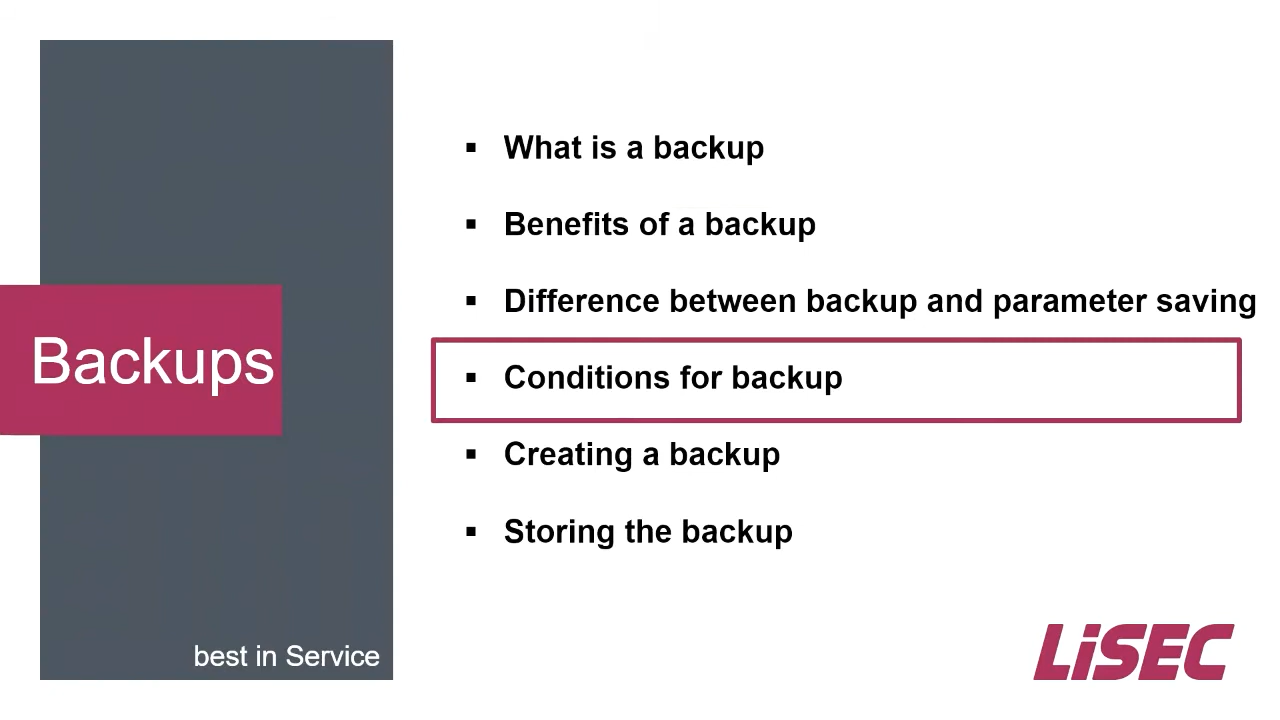 Backups
best in Service
▪ What is a backup
▪ Benefits of a backup
▪ Difference between backup and parameter saving
▪ Conditions for backup
▪ Creating a backup
▪ Storing the backup
LiSEC